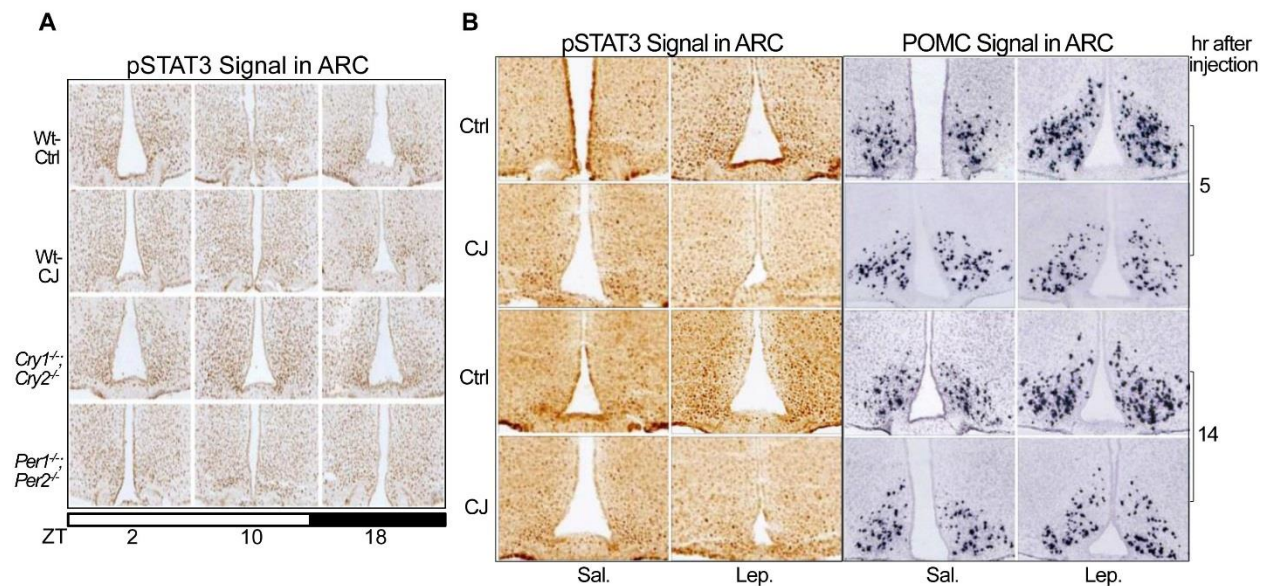 A
pSTAT3 Signal in ARC
Wt-
Ctrl
Wt-
CJ
Cry1-/-;
Cry2-/-
Per1-/-;
Per2-/-
ZT 2 10 18
B
pSTAT3 Signal in ARC POMC Signal in ARC hr after
injection
Ctrl
CJ
5
Ctrl
CJ
14
Sal. Lep. Sal. Lep.